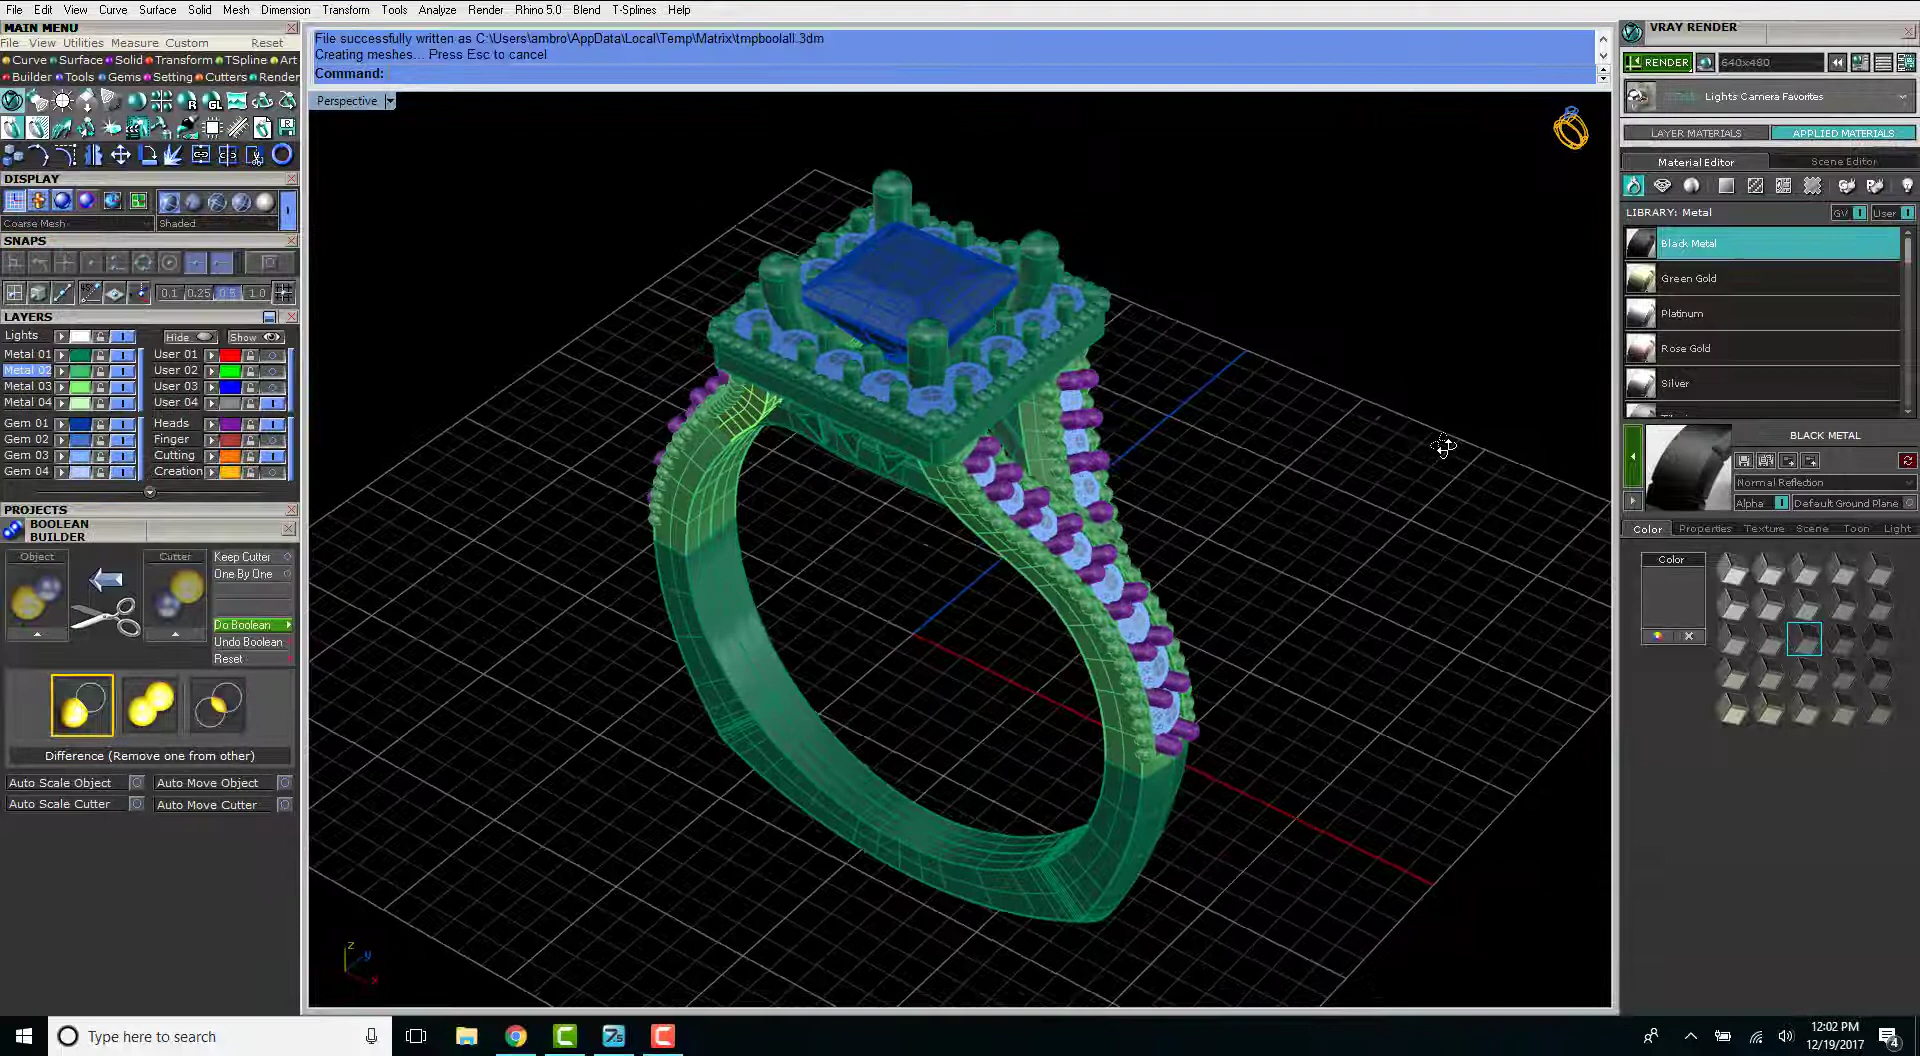 File Edit View Curve Surface Solid Mesh Dimension Transform Tools Analyze Render Rhino 5.0 Blend T-Splines Help
MAIN MENU
File View Utilities Measure Custom Reset
Curve Surface Solid Transform TSpline Art
Builder Tools Gems Setting Cutters Render
DISPLAY
Coarse Mesh Shaded
SNAPS
0.1 0.25 0.5 1.0
LAYERS
Lights Hide Show
Metal 01 User 01
Metal 02 User 02
Metal 03 User 03
Metal 04 User 04
Gem 01 Heads
Gem 02 Finger
Gem 03 Cutting
Gem 04 Creation
PROJECTS
BOOLEAN
BUILDER
Object Cutter Keep Cutter
One By One
Do Boolean
Undo Boolean
Reset
Difference (Remove one from other)
Auto Scale Object Auto Move Object
Auto Scale Cutter Auto Move Cutter
File successfully written as C:\Users\ambro\AppData\Local\Temp\Matrix\tmpboolall.3dm
Creating meshes... Press Esc to cancel
Command:
Perspective
z
y
x
VRAY RENDER
RENDER 640x480
Lights Camera Favorites
LAYER MATERIALS APPLIED MATERIALS
Material Editor Scene Editor
LIBRARY: Metal GV User
Black Metal
Green Gold
Platinum
Rose Gold
Silver
BLACK METAL
Normal Reflection
Alpha Default Ground Plane
Color Properties Texture Scene Toon Light
Color
Type here to search
12:02 PM
12/19/2017
4